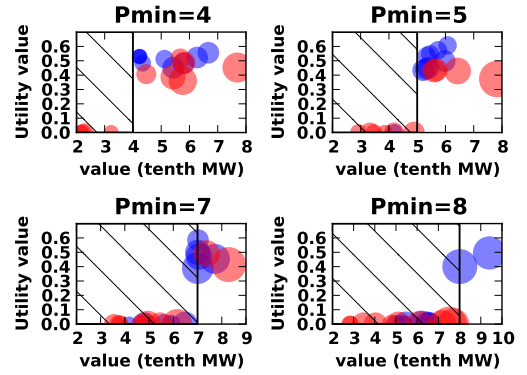 Pmin=4
Utility value
0.6
0.5
0.4
0.3
0.2
0.1
0.0
2 3 4 5 6 7 8
value (tenth MW)
Pmin=5
Utility value
0.6
0.5
0.4
0.3
0.2
0.1
0.0
2 3 4 5 6 7 8
value (tenth MW)
Pmin=7
Utility value
0.6
0.5
0.4
0.3
0.2
0.1
0.0
2 3 4 5 6 7 8 9
value (tenth MW)
Pmin=8
Utility value
0.6
0.5
0.4
0.3
0.2
0.1
0.0
2 3 4 5 6 7 8 9 10
value (tenth MW)